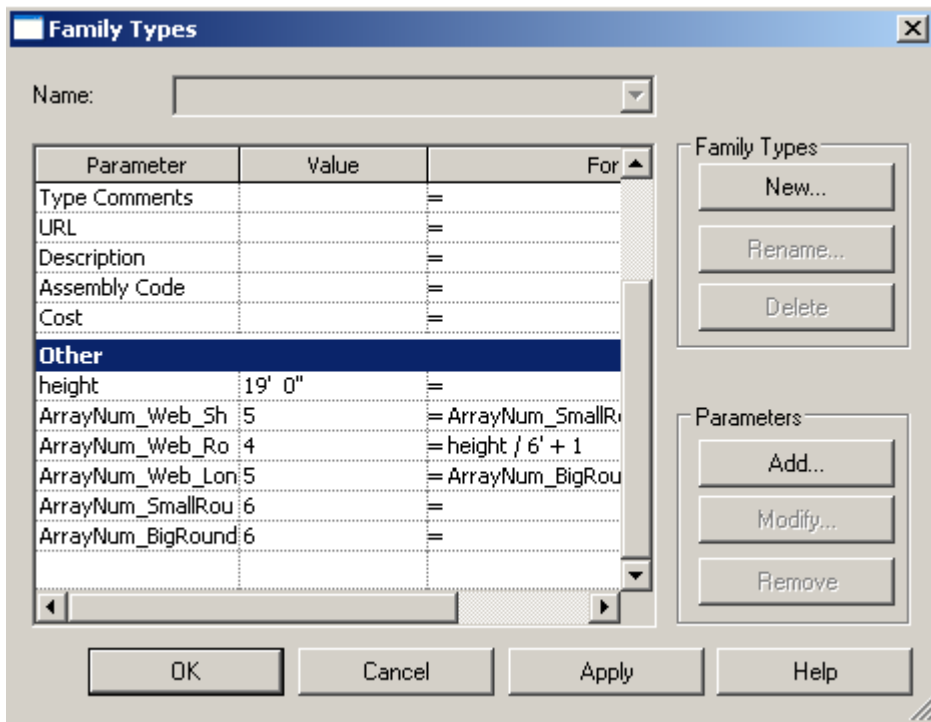 Family Types
Name:
Parameter Value For
Type Comments =
URL =
Description =
Assembly Code =
Cost =
Other
height 19' 0" =
ArrayNum_Web_Sh 5 = ArrayNum_SmallRo
ArrayNum_Web_Ro 4 = height / 6' + 1
ArrayNum_Web_Lon 5 = ArrayNum_BigRou
ArrayNum_SmallRou 6 =
ArrayNum_BigRound 6 =
Family Types
New...
Rename...
Delete
Parameters
Add...
Modify...
Remove
OK Cancel Apply Help